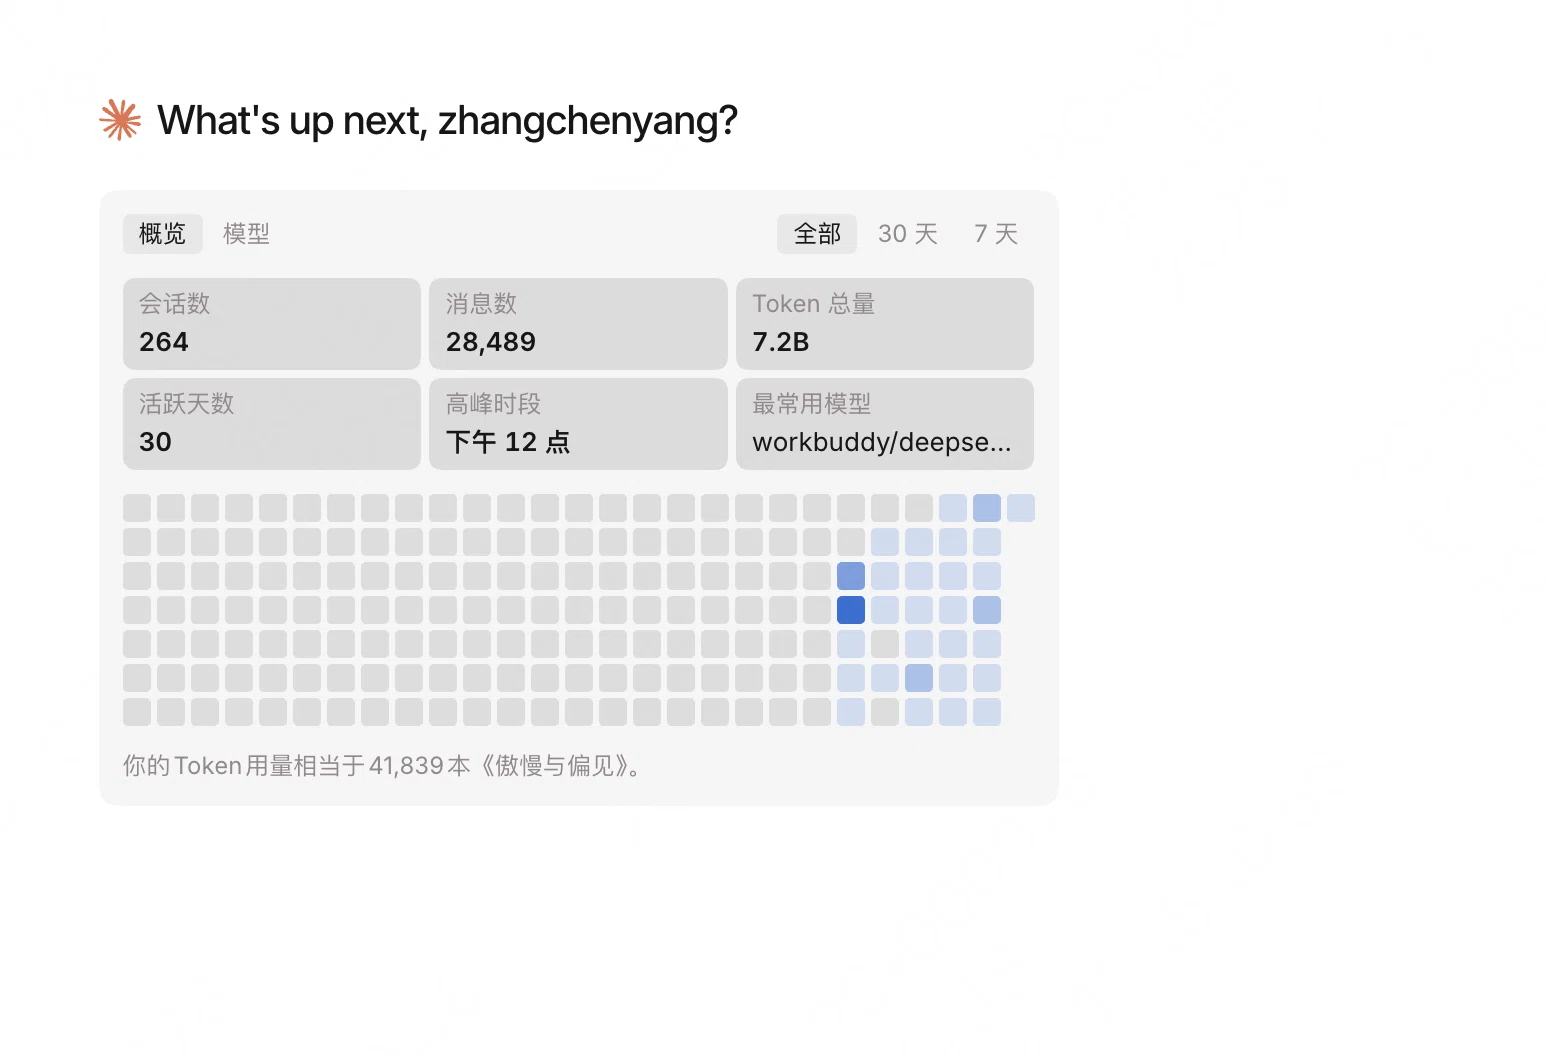 What's up next, zhangchenyang?
概览 模型 全部 30 天 7 天
会话数 消息数 Token 总量
264 28,489 7.2B
活跃天数 高峰时段 最常用模型
30 下午 12 点 workbuddy/deepse...
你的 Token 用量相当于 41,839 本《傲慢与偏见》。